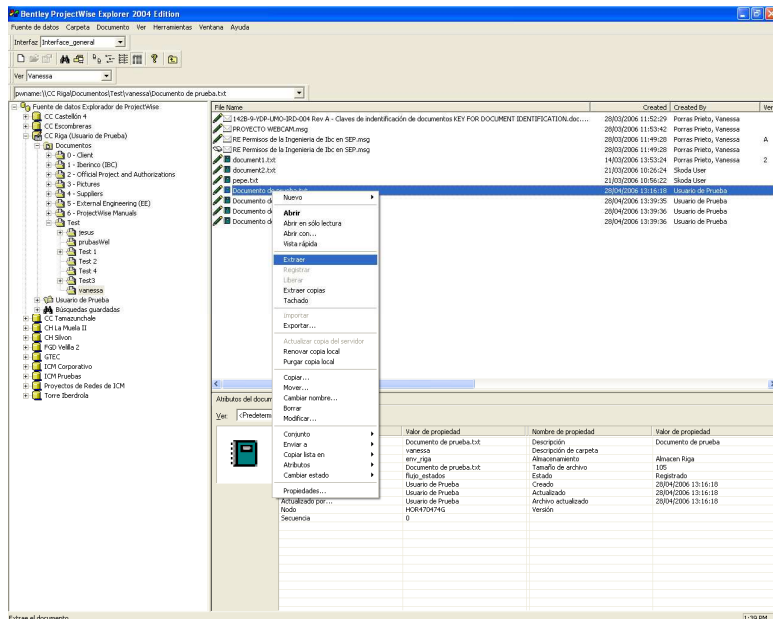 Bentley ProjectWise Explorer 2004 Edition
Fuente de datos Carpeta Documento Ver Herramientas Ventana Ayuda
Interfaz Interface_general
Ver Vanessa
pwname:\\CC Riga\Documentos\Test\vanessa\Documento de prueba.txt
Fuente de datos Explorador de ProjectWise
CC Castellón 4
CC Escombreras
CC Riga (Usuario de Prueba)
Documentos
0 - Client
1 - Iberinco (IBC)
2 - Official Project and Authorizations
3 - Pictures
4 - Suppliers
5 - External Engineering (EE)
6 - ProjectWise Manuals
Test
jesus
prubasWel
Test 1
Test 2
Test 4
Test3
vanessa
Usuario de Prueba
Búsquedas guardadas
CC Tamazunchale
CH La Muela II
CH Silvon
FGD Velilla 2
GTEC
ICM Corporativo
ICM Pruebas
Proyectos de Redes de ICM
Torre Iberdrola
File Name Created Created By Ver
142B-9-YDP-UMO-IRD-004 Rev A - Claves de indentificación de documentos KEY FOR DOCUMENT IDENTIFICATION.doc.... 28/03/2006 11:52:29 Porras Prieto, Vanessa
PROYECTO WEBCAM.msg 28/03/2006 11:53:42 Porras Prieto, Vanessa
RE Permisos de la Ingenieria de Ibc en SEP.msg 28/03/2006 11:49:28 Porras Prieto, Vanessa A
RE Permisos de la Ingenieria de Ibc en SEP.msg 28/03/2006 11:49:28 Porras Prieto, Vanessa
document1.txt 14/03/2006 13:53:24 Porras Prieto, Vanessa 2
document2.txt 21/03/2006 10:26:24 Skoda User
pepe.txt 21/03/2006 10:56:22 Skoda User
Documento de prueba.txt 28/04/2006 13:16:18 Usuario de Prueba
Documento d 28/04/2006 13:39:35 Usuario de Prueba
Documento d 28/04/2006 13:39:36 Usuario de Prueba
Documento d 28/04/2006 13:39:36 Usuario de Prueba
Nuevo
Abrir
Abrir en sólo lectura
Abrir con...
Vista rápida
Extraer
Registrar
Liberar
Extraer copias
Tachado
Importar
Exportar...
Actualizar copia del servidor
Renovar copia local
Purgar copia local
Copiar...
Mover...
Cambiar nombre...
Borrar
Modificar...
Conjunto
Enviar a
Copiar lista en
Atributos
Cambiar estado
Propiedades...
Atributos del docum
Ver: <Predeterm
Valor de propiedad Nombre de propiedad Valor de propiedad
Documento de prueba.txt Descripción Documento de prueba
vanessa Descripción de carpeta
env_riga Almacenamiento Almacen Riga
Documento de prueba.txt Tamaño de archivo 105
flujo_estados Estado Registrado
Usuario de Prueba Creado 28/04/2006 13:16:18
Usuario de Prueba Actualizado 28/04/2006 13:16:18
Actualizado por... Usuario de Prueba Archivo actualizado 28/04/2006 13:16:18
Nodo HOR470474G Versión
Secuencia 0
Extrae el documento 1:39 PM